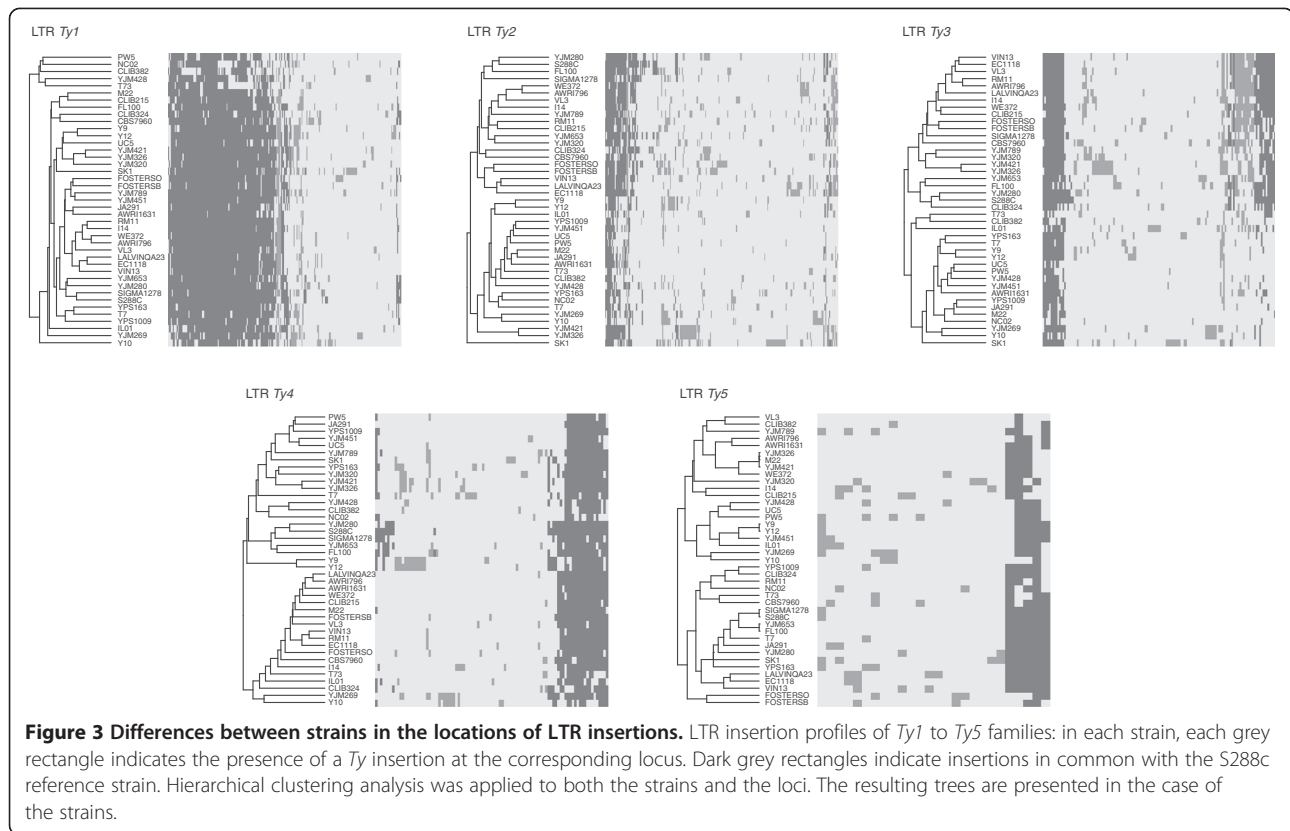 LTR Ty1
PW5
NC02
CLIB382
YJM428
T73
M22
CLIB215
FL100
CLIB324
CBS7960
Y9
Y12
UC5
YJM421
YJM326
YJM320
SK1
FOSTERSO
FOSTERSB
YJM789
YJM451
JA291
AWRI1631
RM11
I14
WE372
AWRI796
VL3
LALVINQA23
EC1118
VIN13
YJM653
YJM280
SIGMA1278
S288C
YPS163
T7
YPS1009
IL01
YJM269
Y10
LTR Ty2
YJM280
S288C
FL100
SIGMA1278
WE372
AWRI796
VL3
I14
YJM789
RM11
CLIB215
YJM653
YJM320
CLIB324
CBS7960
FOSTERSO
FOSTERSB
VIN13
LALVINQA23
EC1118
Y9
Y12
IL01
YPS1009
YJM451
UC5
PW5
M22
JA291
AWRI1631
T73
CLIB382
YJM428
YPS163
NC02
T7
YJM269
Y10
YJM421
YJM326
SK1
LTR Ty3
VIN13
EC1118
VL3
RM11
AWRI796
LALVINQA23
I14
WE372
CLIB215
FOSTERSO
FOSTERSB
SIGMA1278
CBS7960
YJM789
YJM320
YJM421
YJM326
YJM653
FL100
YJM280
S288C
CLIB324
T73
CLIB382
IL01
YPS163
T7
Y9
Y12
UC5
PW5
YJM428
YJM451
AWRI1631
YPS1009
JA291
M22
NC02
YJM269
Y10
SK1
LTR Ty4
PW5
JA291
YPS1009
YJM451
UC5
YJM789
SK1
YPS163
YJM320
YJM421
YJM326
T7
YJM428
CLIB382
NC02
YJM280
S288C
SIGMA1278
YJM653
FL100
Y9
Y12
LALVINQA23
AWRI796
AWRI1631
WE372
CLIB215
M22
FOSTERSB
VL3
VIN13
RM11
EC1118
FOSTERSO
CBS7960
I14
T73
IL01
CLIB324
YJM269
Y10
LTR Ty5
VL3
CLIB382
YJM789
AWRI796
AWRI1631
YJM326
M22
YJM421
WE372
YJM320
I14
CLIB215
YJM428
UC5
PW5
Y9
Y12
YJM451
IL01
YJM269
Y10
YPS1009
CLIB324
RM11
NC02
T73
CBS7960
SIGMA1278
S288C
YJM653
FL100
T7
JA291
YJM280
SK1
YPS163
LALVINQA23
EC1118
VIN13
FOSTERSO
FOSTERSB
Figure 3 Differences between strains in the locations of LTR insertions. LTR insertion profiles of Ty1 to Ty5 families: in each strain, each grey
rectangle indicates the presence of a Ty insertion at the corresponding locus. Dark grey rectangles indicate insertions in common with the S288c
reference strain. Hierarchical clustering analysis was applied to both the strains and the loci. The resulting trees are presented in the case of
the strains.